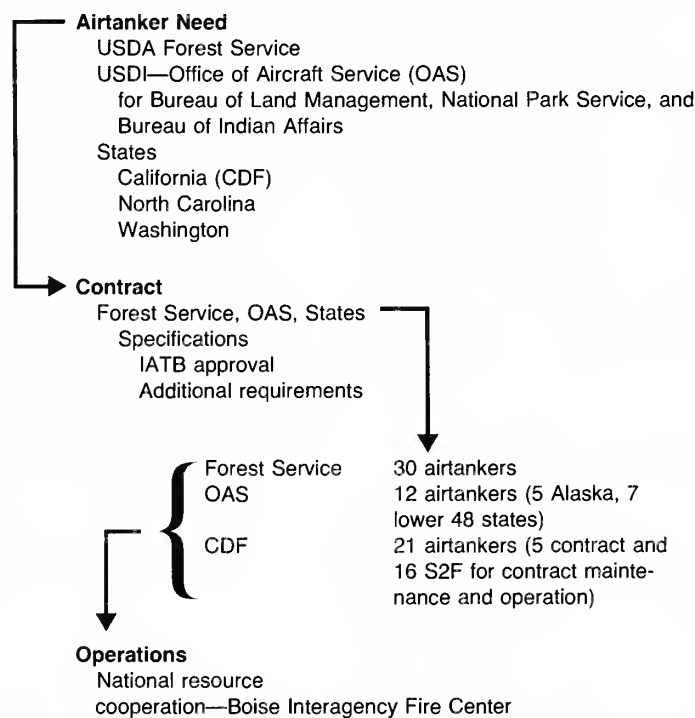 Airtanker Need
USDA Forest Service
USDI—Office of Aircraft Service (OAS)
for Bureau of Land Management, National Park Service, and
Bureau of Indian Affairs
States
California (CDF)
North Carolina
Washington
Contract
Forest Service, OAS, States
Specifications
IATB approval
Additional requirements
Forest Service 30 airtankers
OAS 12 airtankers (5 Alaska, 7
lower 48 states)
CDF 21 airtankers (5 contract and
16 S2F for contract mainte-
nance and operation)
Operations
National resource
cooperation—Boise Interagency Fire Center